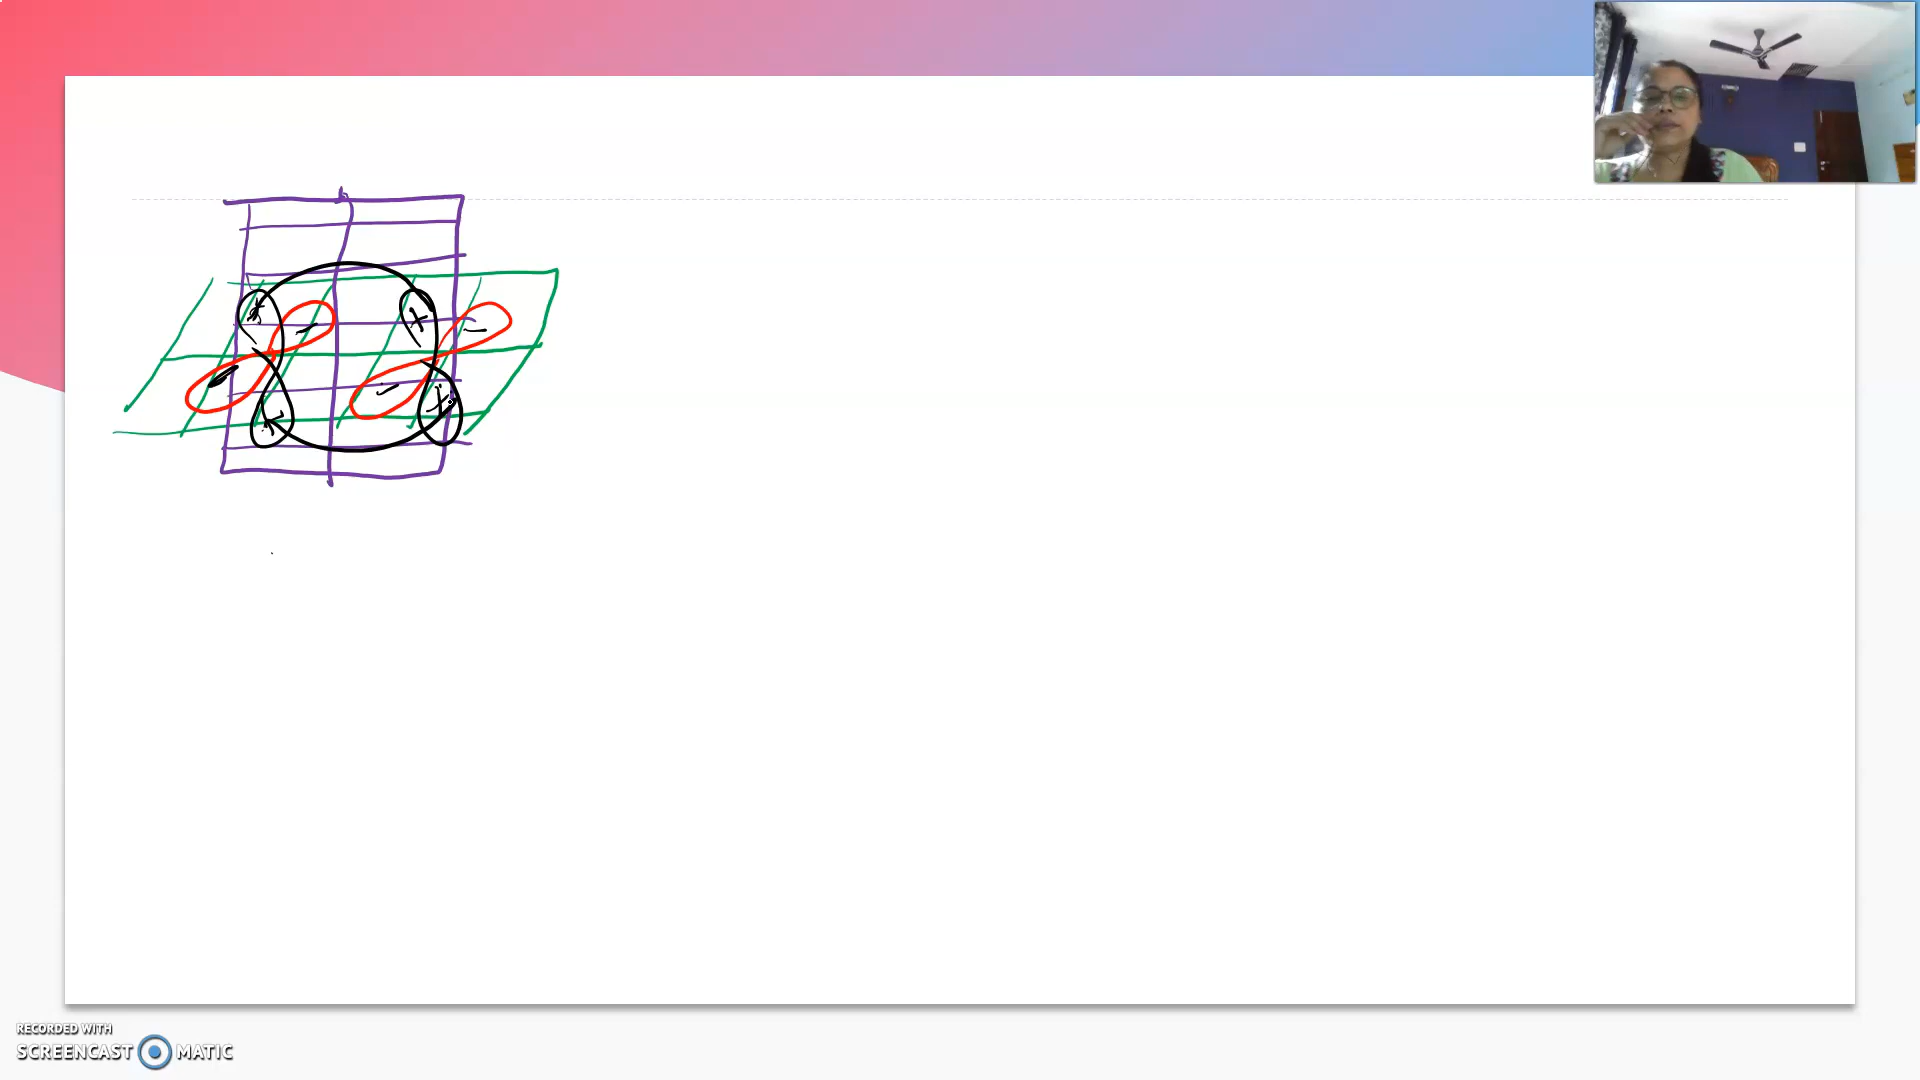 + - + -
- - +
+
RECORDED WITH
SCREENCAST MATIC